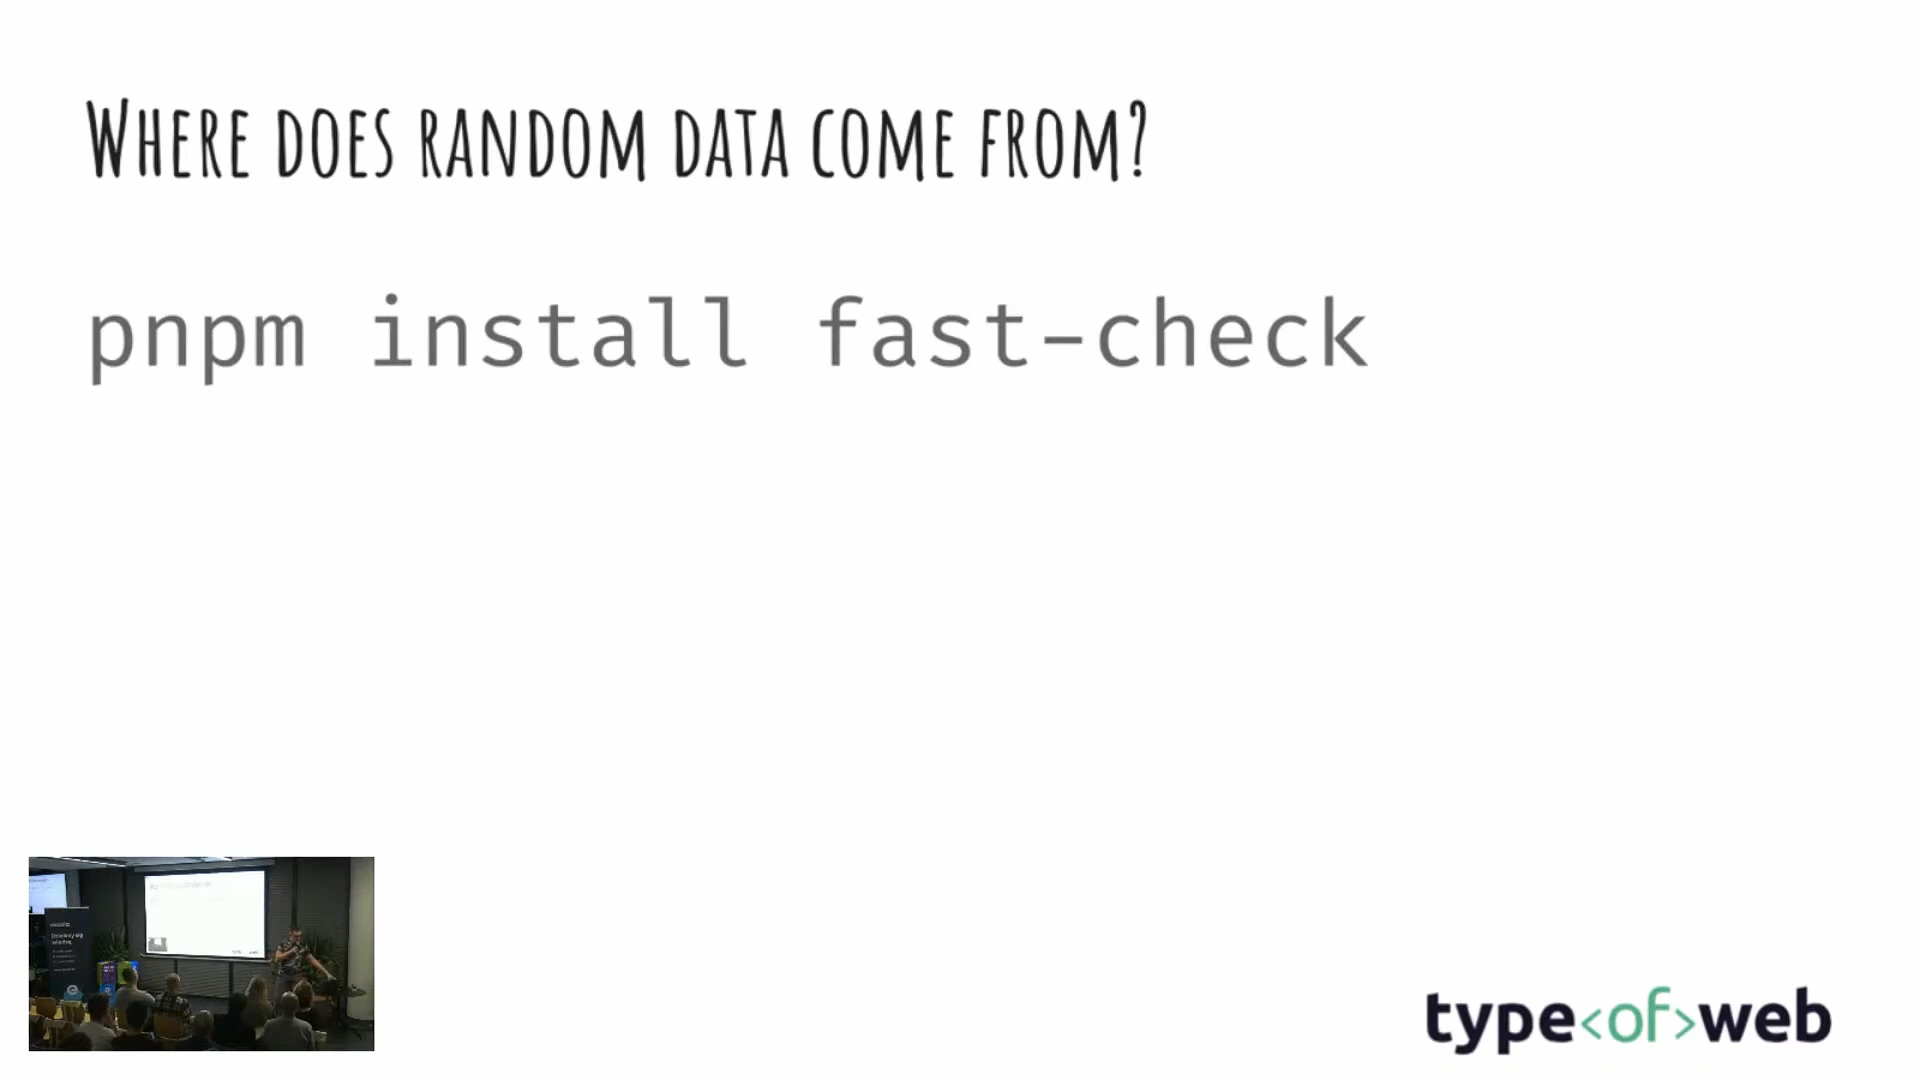 WHERE DOES RANDOM DATA COME FROM?
pnpm install fast-check
type<of>web